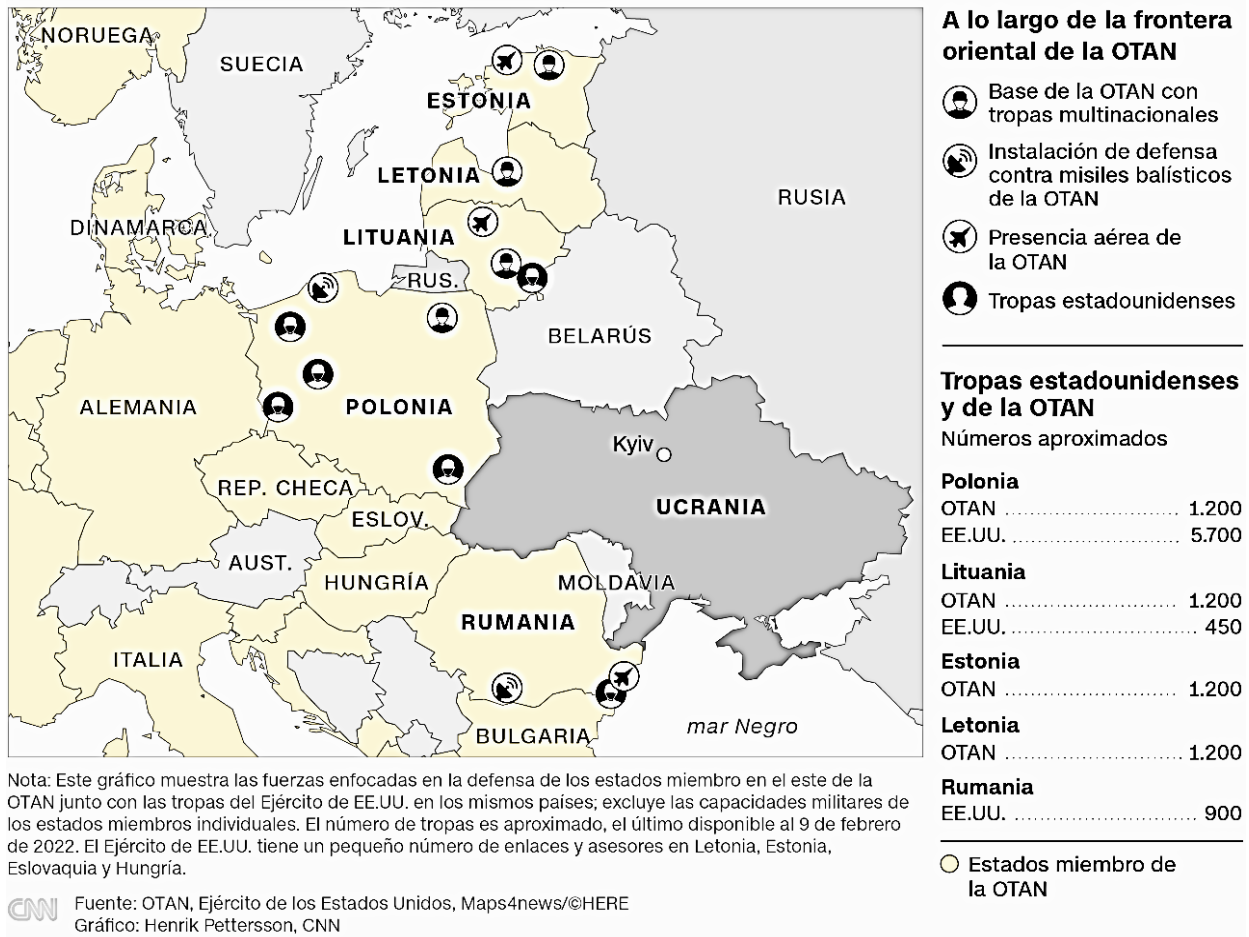 NORUEGA
SUECIA
ESTONIA
LETONIA
RUSIA
DINAMARCA
LITUANIA
RUS.
BELARÚS
ALEMANIA
POLONIA
Kyiv
REP. CHECA
UCRANIA
ESLOV.
AUST.
HUNGRÍA
MOLDAVIA
RUMANIA
ITALIA
mar Negro
BULGARIA
A lo largo de la frontera
oriental de la OTAN
Base de la OTAN con
tropas multinacionales
Instalación de defensa
contra misiles balísticos
de la OTAN
Presencia aérea de
la OTAN
Tropas estadounidenses
Tropas estadounidenses
y de la OTAN
Números aproximados
Polonia
OTAN ........................... 1.200
EE.UU. ......................... 5.700
Lituania
OTAN ........................... 1.200
EE.UU. ........................... 450
Estonia
OTAN ........................... 1.200
Letonia
OTAN ........................... 1.200
Rumania
EE.UU. ........................... 900
Estados miembro de
la OTAN
Nota: Este gráfico muestra las fuerzas enfocadas en la defensa de los estados miembro en el este de la
OTAN junto con las tropas del Ejército de EE.UU. en los mismos países; excluye las capacidades militares de
los estados miembros individuales. El número de tropas es aproximado, el último disponible al 9 de febrero
de 2022. El Ejército de EE.UU. tiene un pequeño número de enlaces y asesores en Letonia, Estonia,
Eslovaquia y Hungría.
CNN
Fuente: OTAN, Ejército de los Estados Unidos, Maps4news/©HERE
Gráfico: Henrik Pettersson, CNN